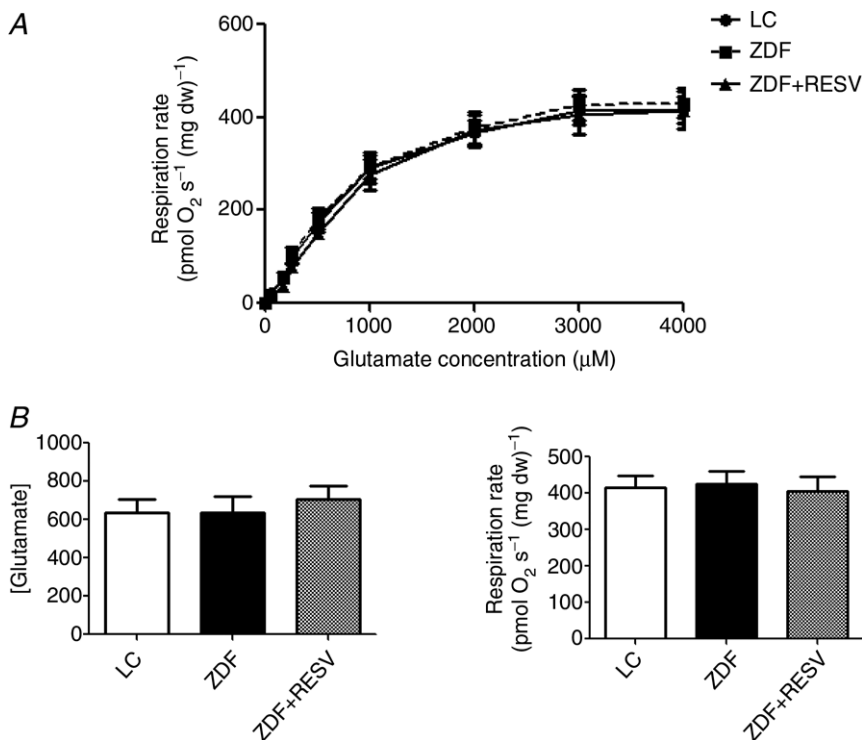 A
LC
ZDF
ZDF+RESV
Respiration rate
(pmol O₂ s⁻¹ (mg dw)⁻¹)
600
400
200
0
0 1000 2000 3000 4000
Glutamate concentration (μM)
B
[Glutamate]
1000
800
600
400
200
0
LC ZDF ZDF+RESV
Respiration rate
(pmol O₂ s⁻¹ (mg dw)⁻¹
500
400
300
200
100
0
LC ZDF ZDF+RESV